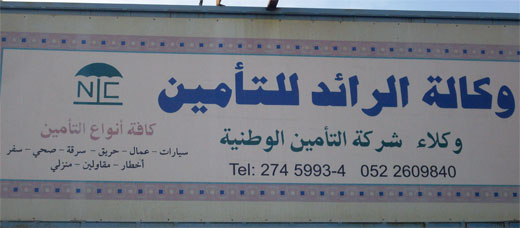 وكالة الرائد للتأمين
وكلاء شركة التأمين الوطنية
Tel: 274 5993-4 052 2609840
NIC
كافة أنواع التأمين
سيارات - عمال - حريق - سرقة - صحي - سفر
أخطار - مقاولين - منزلي